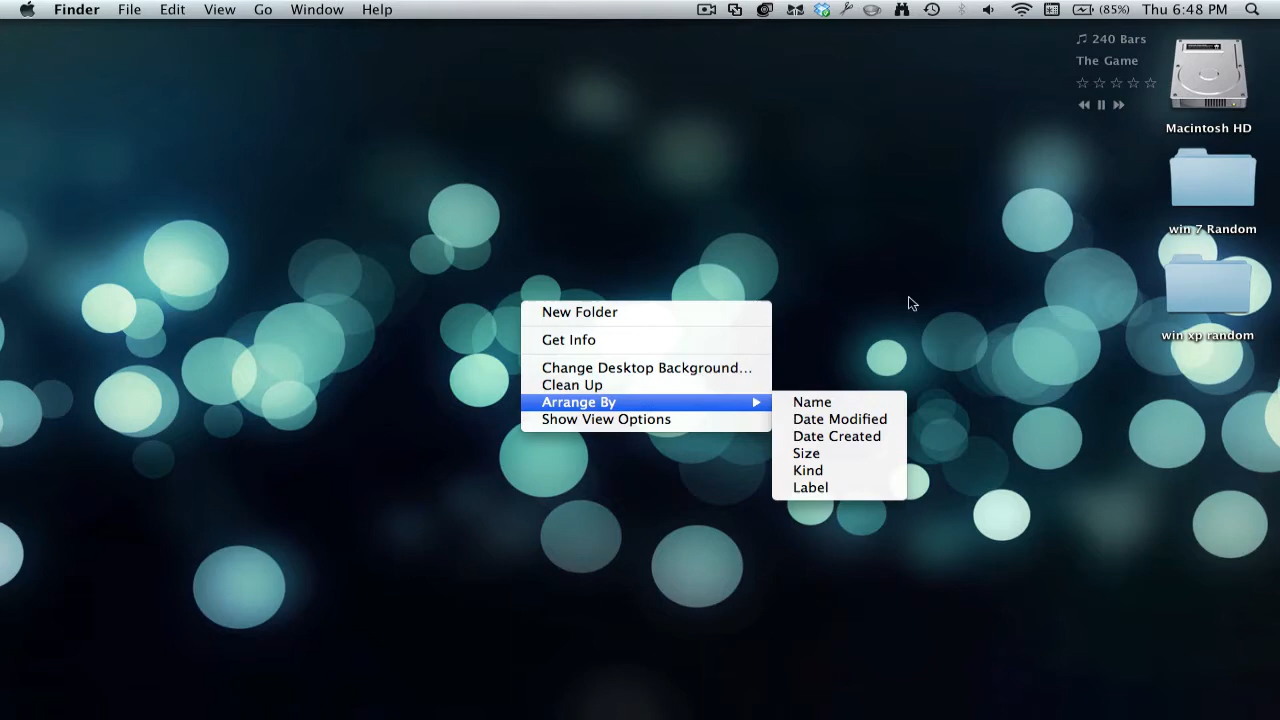 Finder File Edit View Go Window Help (85%) Thu 6:48 PM
240 Bars
The Game
Macintosh HD
win 7 Random
win xp random
New Folder
Get Info
Change Desktop Background...
Clean Up
Arrange By
Show View Options
Name
Date Modified
Date Created
Size
Kind
Label